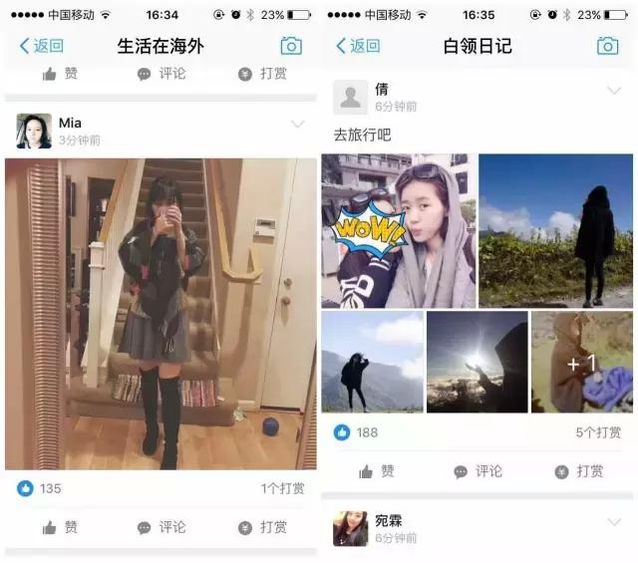 中国移动 16:34 23%
返回 生活在海外
赞 评论 打赏
Mia
3分钟前
135 1个打赏
赞 评论 打赏
中国移动 16:35 23%
返回 白领日记
倩
6分钟前
去旅行吧
WOW!
+1
188 5个打赏
赞 评论 打赏
宛霖
6分钟前